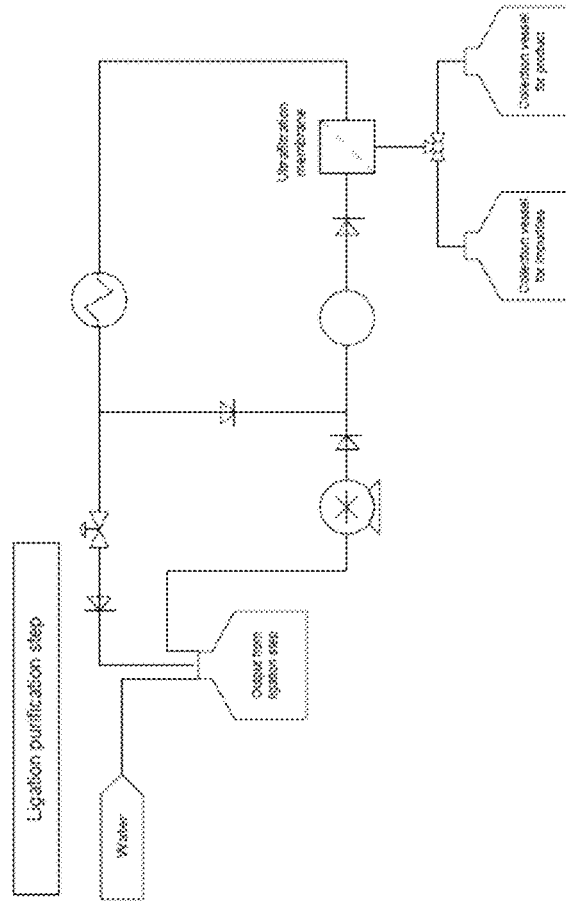 Ligation purification step
Water
Output from
ligation step
Ultrafiltration
membrane
Collection vessel
for impurities
Collection vessel
for product